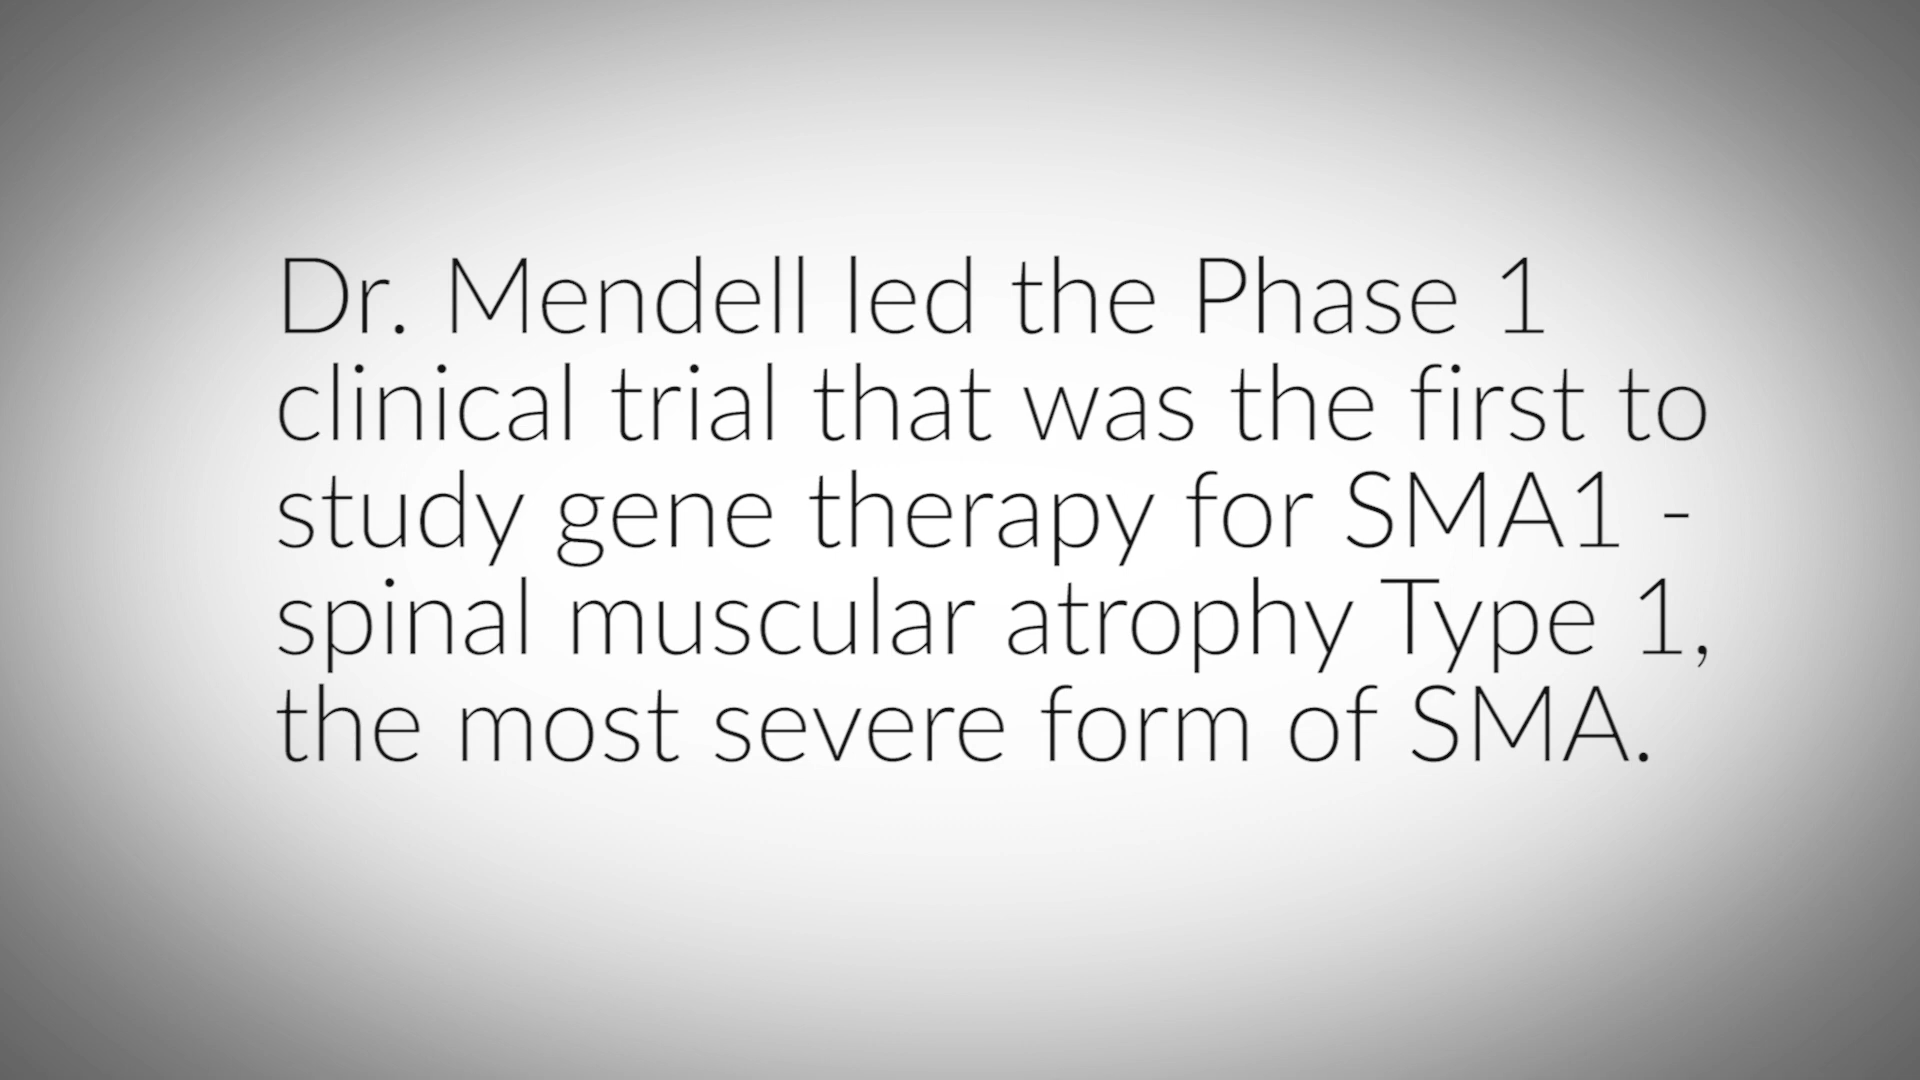 Dr. Mendell led the Phase 1
clinical trial that was the first to
study gene therapy for SMA1 -
spinal muscular atrophy Type 1,
the most severe form of SMA.